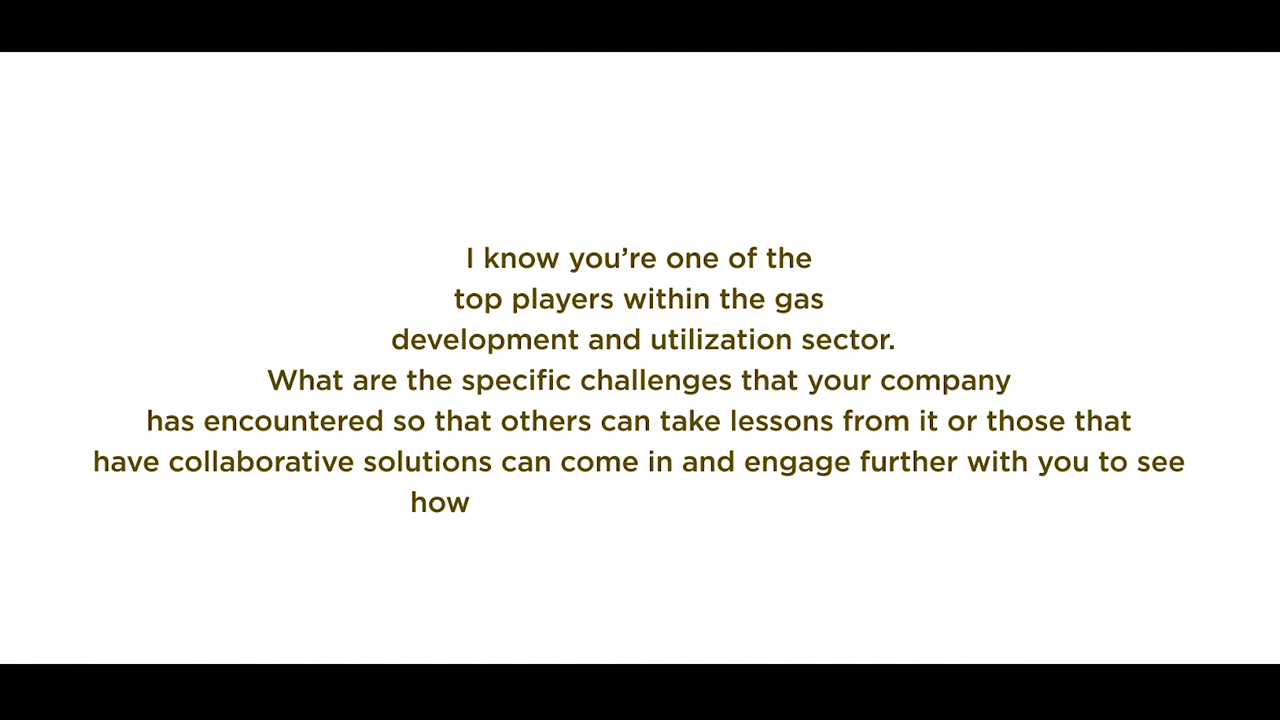 I know you’re one of the
top players within the gas
development and utilization sector.
What are the specific challenges that your company
has encountered so that others can take lessons from it or those that
have collaborative solutions can come in and engage further with you to see
how